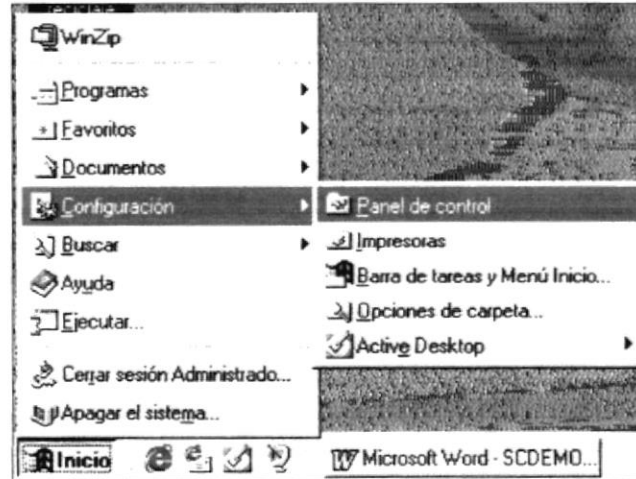 WinZip
Programas
Favoritos
Documentos
Configuración
Buscar
Ayuda
Ejecutar...
Cerrar sesión Administrado...
Apagar el sistema...
Panel de control
Impresoras
Barra de tareas y Menú Inicio...
Opciones de carpeta...
Active Desktop
Inicio
Microsoft Word - SCDEMO...